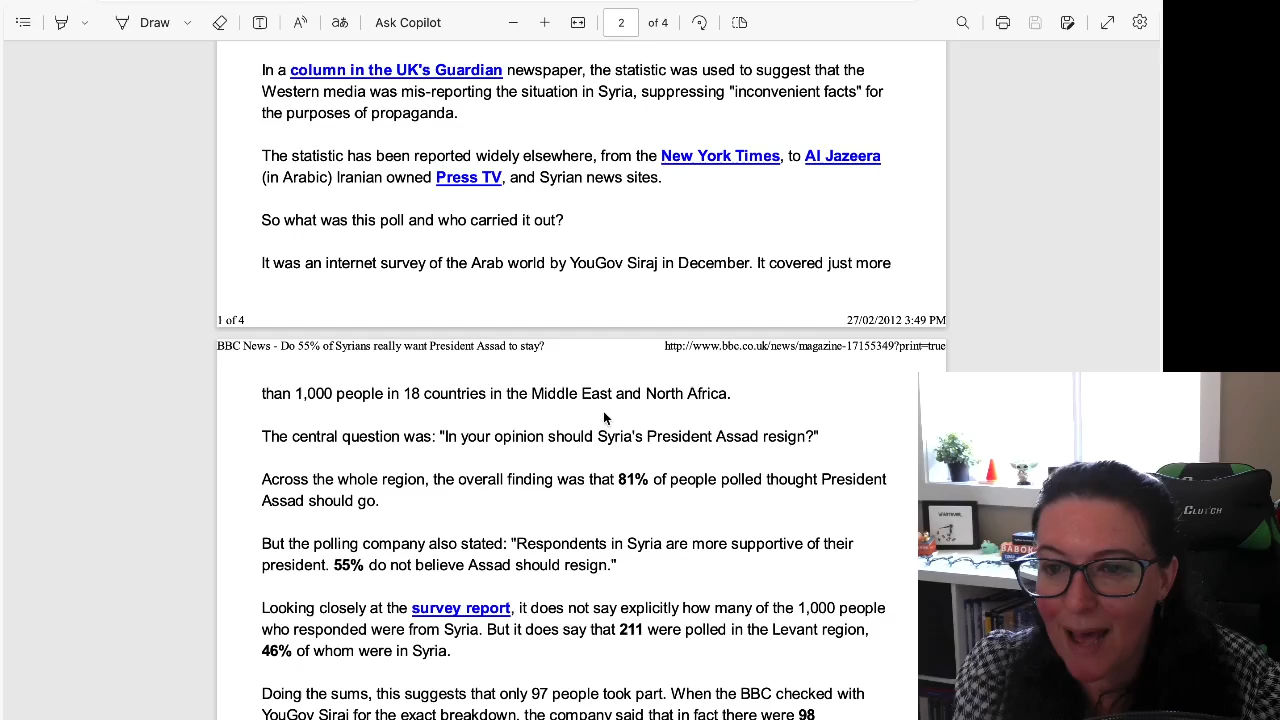 Draw
Ask Copilot
2 of 4
In a column in the UK's Guardian newspaper, the statistic was used to suggest that the
Western media was mis-reporting the situation in Syria, suppressing "inconvenient facts" for
the purposes of propaganda.
The statistic has been reported widely elsewhere, from the New York Times, to Al Jazeera
(in Arabic) Iranian owned Press TV, and Syrian news sites.
So what was this poll and who carried it out?
It was an internet survey of the Arab world by YouGov Siraj in December. It covered just more
1 of 4
27/02/2012 3:49 PM
BBC News - Do 55% of Syrians really want President Assad to stay?
http://www.bbc.co.uk/news/magazine-17155349?print=true
than 1,000 people in 18 countries in the Middle East and North Africa.
The central question was: "In your opinion should Syria's President Assad resign?"
Across the whole region, the overall finding was that 81% of people polled thought President
Assad should go.
But the polling company also stated: "Respondents in Syria are more supportive of their
president. 55% do not believe Assad should resign."
Looking closely at the survey report, it does not say explicitly how many of the 1,000 people
who responded were from Syria. But it does say that 211 were polled in the Levant region,
46% of whom were in Syria.
Doing the sums, this suggests that only 97 people took part. When the BBC checked with
YouGov Siraj for the exact breakdown, the company said that in fact there were 98
CLUTCH
BABOK